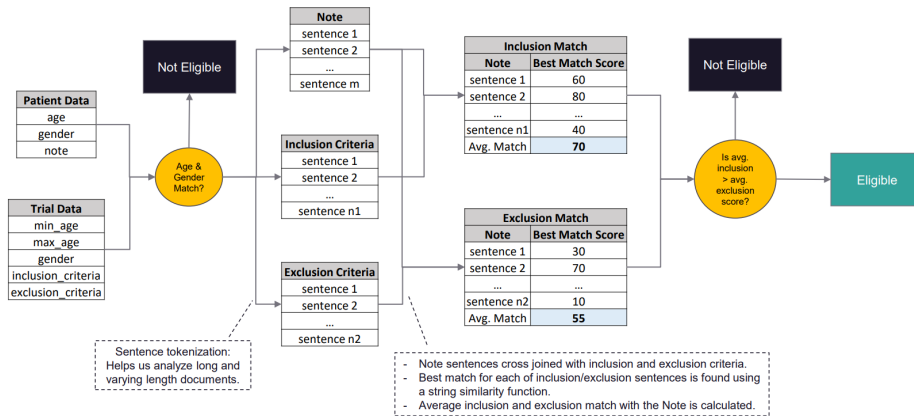 Patient Data
age
gender
note
Trial Data
min_age
max_age
gender
inclusion_criteria
exclusion_criteria
Not Eligible
Age &
Gender
Match?
Note
sentence 1
sentence 2
...
sentence m
Inclusion Criteria
sentence 1
sentence 2
...
sentence n1
Exclusion Criteria
sentence 1
sentence 2
...
sentence n2
Sentence tokenization:
Helps us analyze long and
varying length documents.
Inclusion Match
Note Best Match Score
sentence 1 60
sentence 2 80
... ...
sentence n1 40
Avg. Match 70
Exclusion Match
Note Best Match Score
sentence 1 30
sentence 2 70
... ...
sentence n2 10
Avg. Match 55
- Note sentences cross joined with inclusion and exclusion criteria.
- Best match for each of inclusion/exclusion sentences is found using
a string similarity function.
- Average inclusion and exclusion match with the Note is calculated.
Not Eligible
Is avg.
inclusion
> avg.
exclusion
score?
Eligible